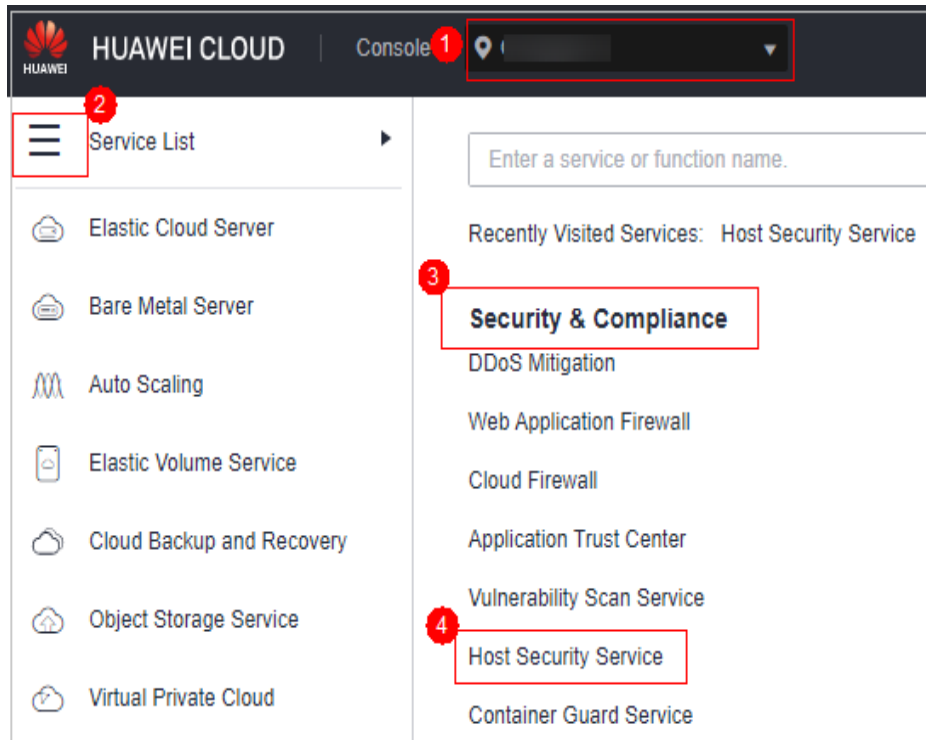 HUAWEI
HUAWEI CLOUD
Console
1
2
Service List
Elastic Cloud Server
Bare Metal Server
Auto Scaling
Elastic Volume Service
Cloud Backup and Recovery
Object Storage Service
Virtual Private Cloud
Enter a service or function name.
Recently Visited Services: Host Security Service
3
Security & Compliance
DDoS Mitigation
Web Application Firewall
Cloud Firewall
Application Trust Center
Vulnerability Scan Service
4
Host Security Service
Container Guard Service